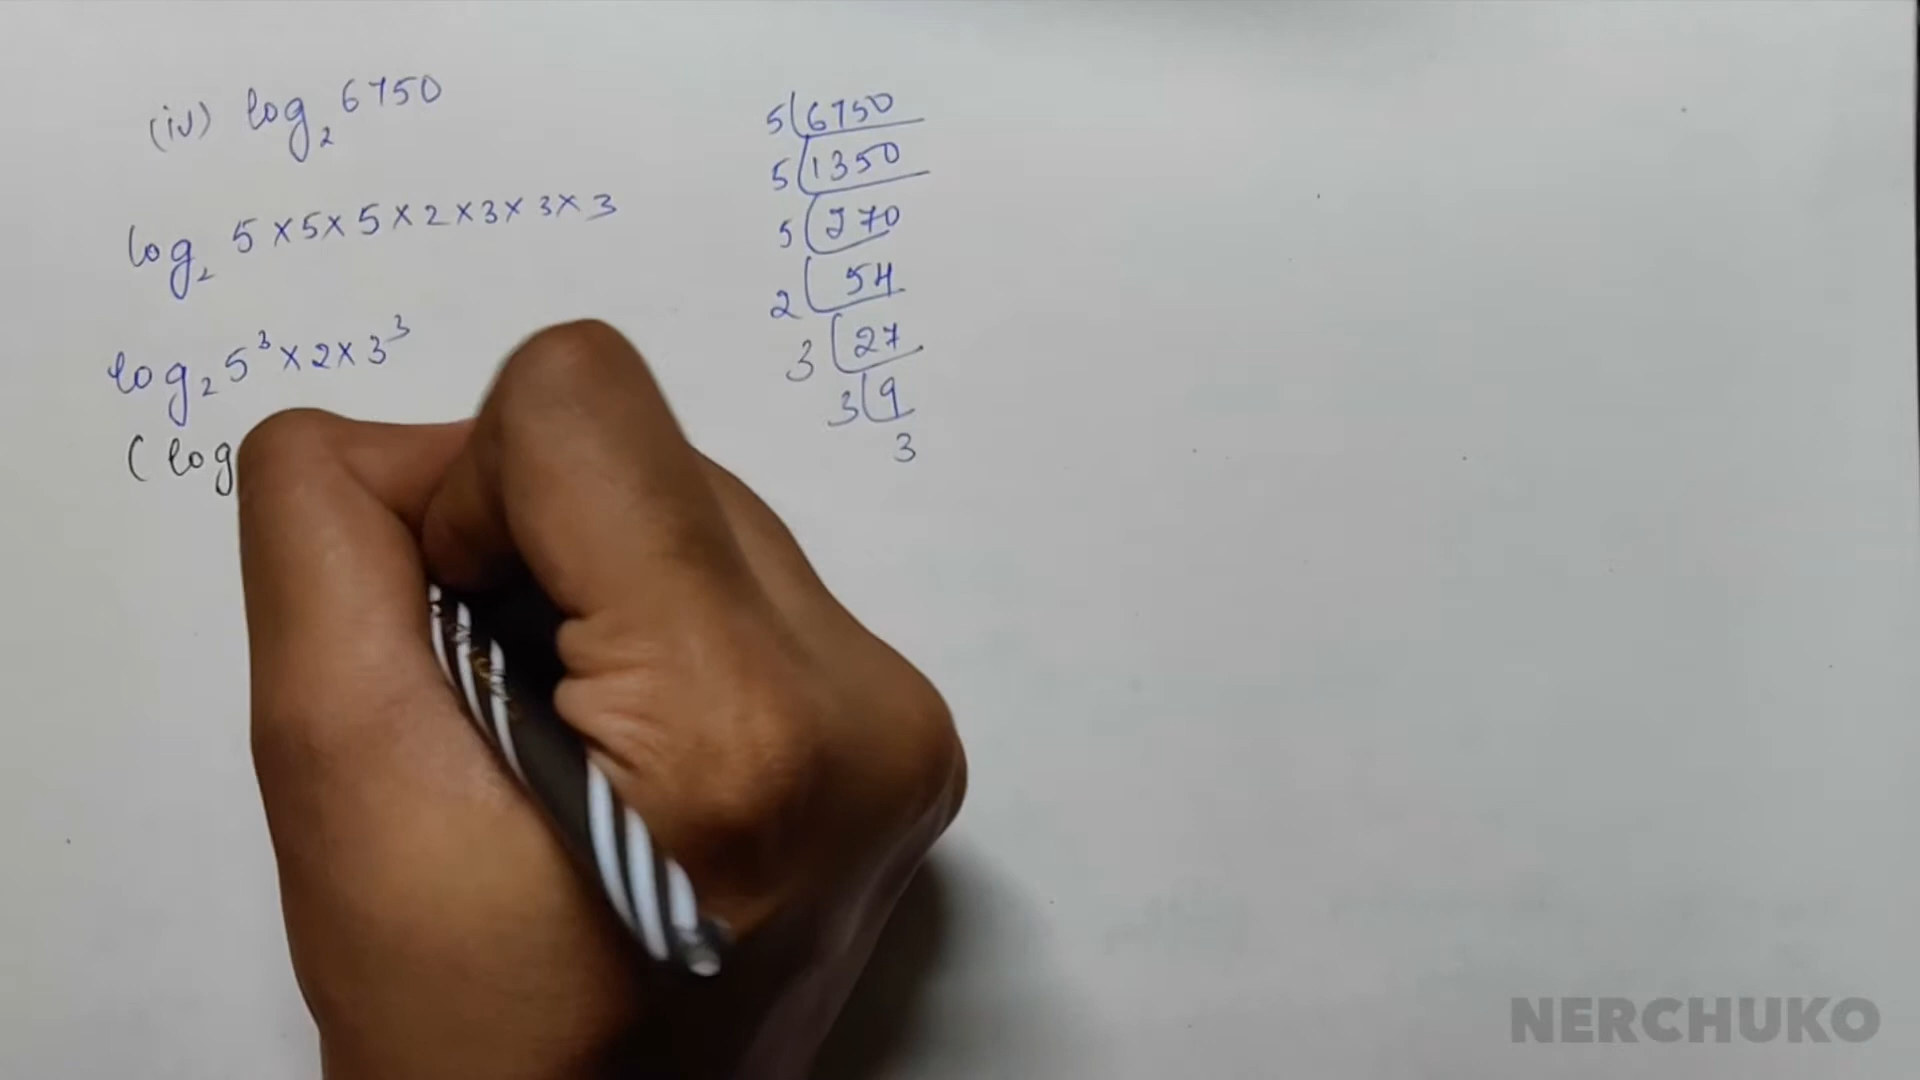 (iv) log₂ 6750
log₂ 5×5×5×2×3×3×3
log₂ 5³×2×3³
(log
5 6750
5 1350
5 270
2 54
3 27
3 9
3
NERCHUKO